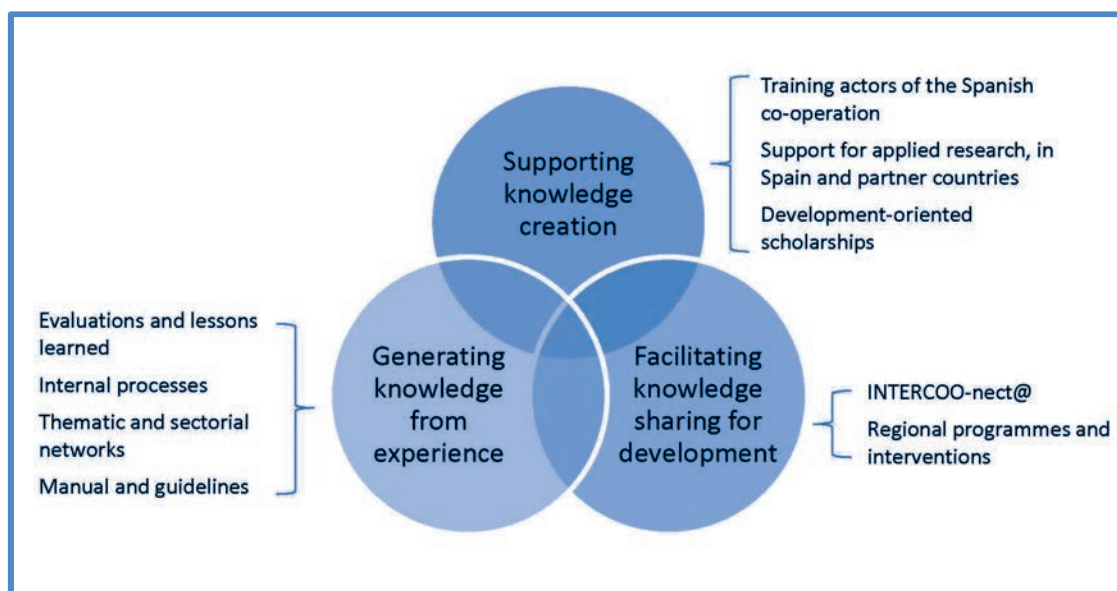 Training actors of the Spanish
co-operation
Support for applied research, in
Spain and partner countries
Development-oriented
scholarships
Supporting
knowledge
creation
Evaluations and lessons
learned
Internal processes
Thematic and sectorial
networks
Manual and guidelines
Generating
knowledge
from
experience
Facilitating
knowledge
sharing for
development
INTERCOO-nect@
Regional programmes and
interventions